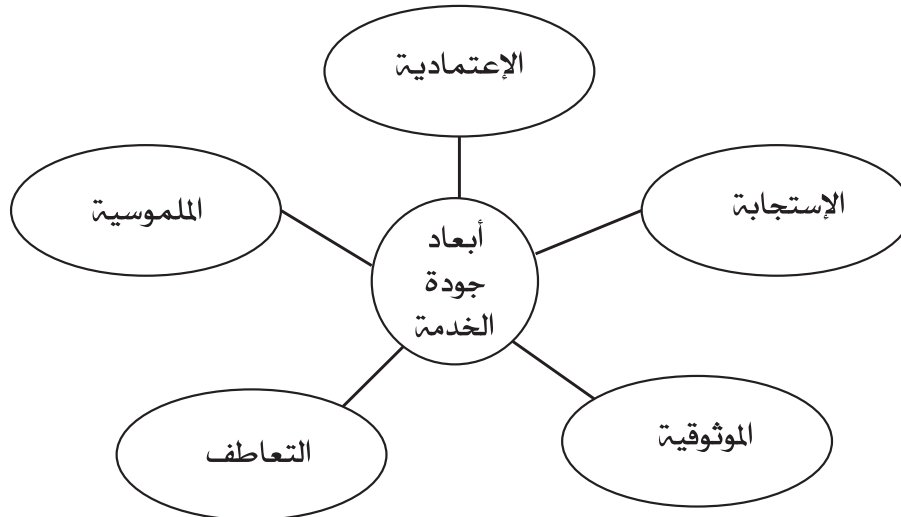 الإعتمادية
الإستجابة
الملموسية
أبعاد
جودة
الخدمة
الموثوقية
التعاطف